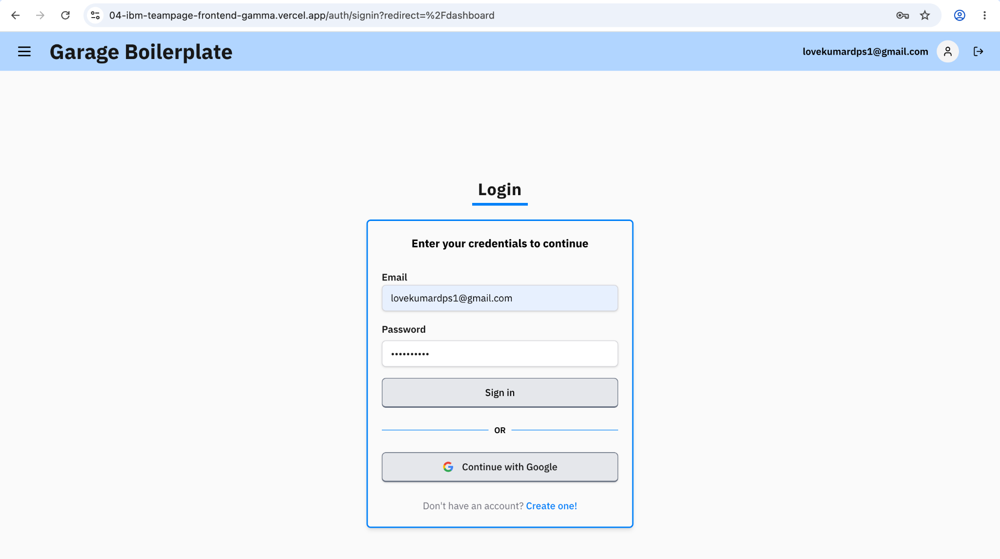 04-ibm-teampage-frontend-gamma.vercel.app/auth/signin?redirect=%2Fdashboard
Garage Boilerplate
lovekumardps1@gmail.com
Login
Enter your credentials to continue
Email
lovekumardps1@gmail.com
Password
••••••••••
Sign in
OR
Continue with Google
Don't have an account? Create one!